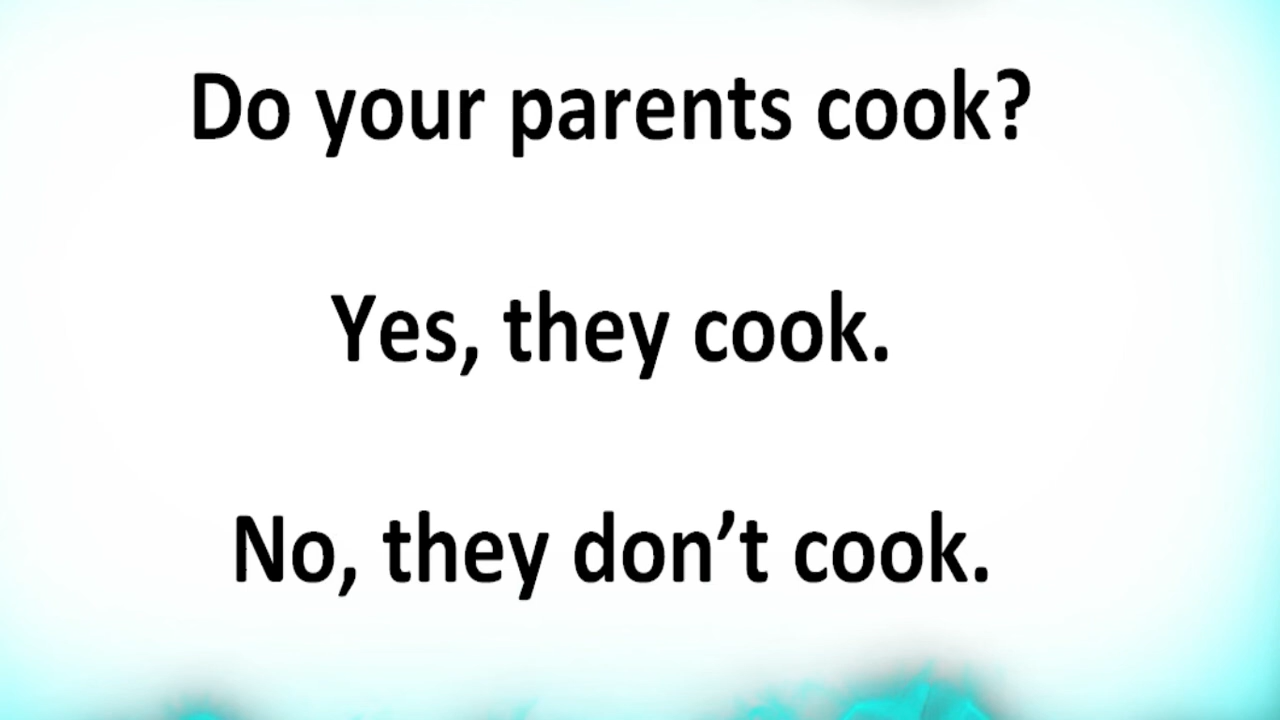 Do your parents cook?
Yes, they cook.
No, they don’t cook.